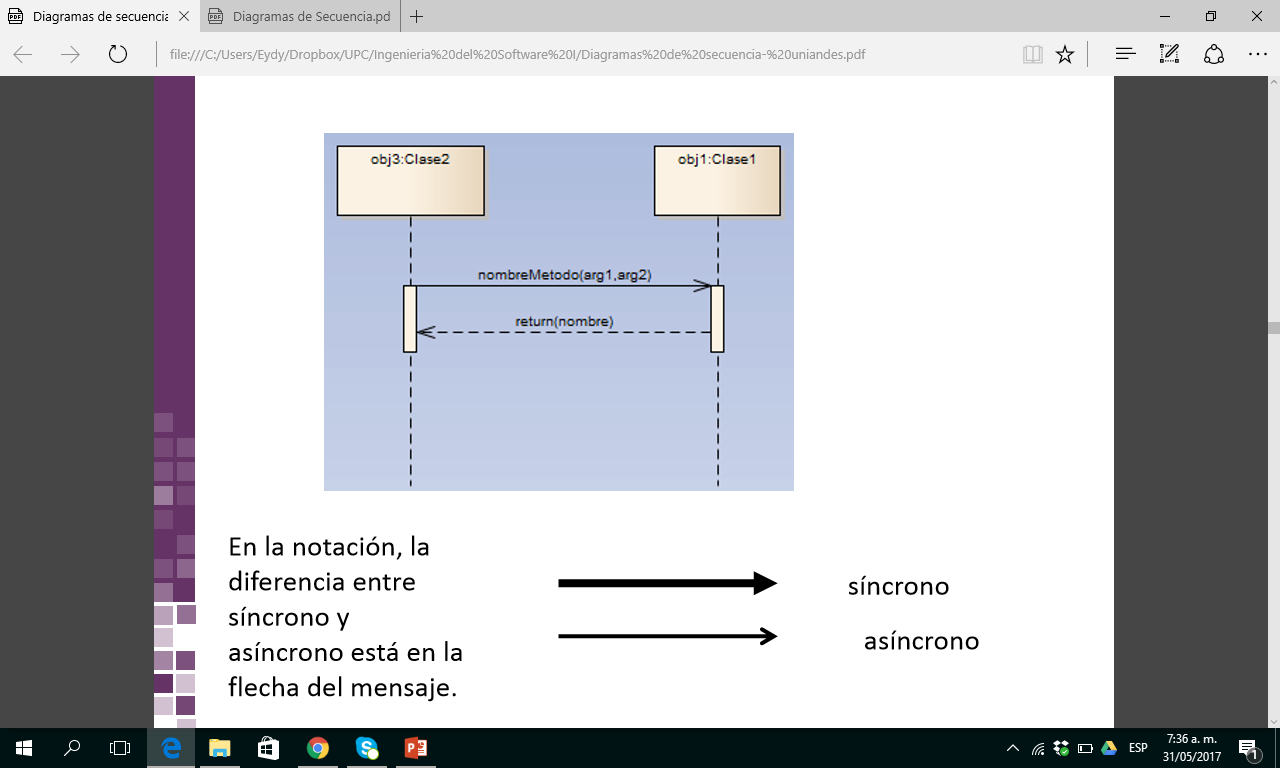 Diagramas de secuencia
Diagramas de Secuencia.pd
file:///C:/Users/Eydy/Dropbox/UPC/Ingenieria%20del%20Software%20I/Diagramas%20de%20secuencia-%20uniandes.pdf
obj3:Clase2
obj1:Clase1
nombreMetodo(arg1,arg2)
return(nombre)
En la notación, la
diferencia entre
síncrono y
asíncrono está en la
flecha del mensaje.
síncrono
asíncrono
ESP
7:36 a. m.
31/05/2017
1